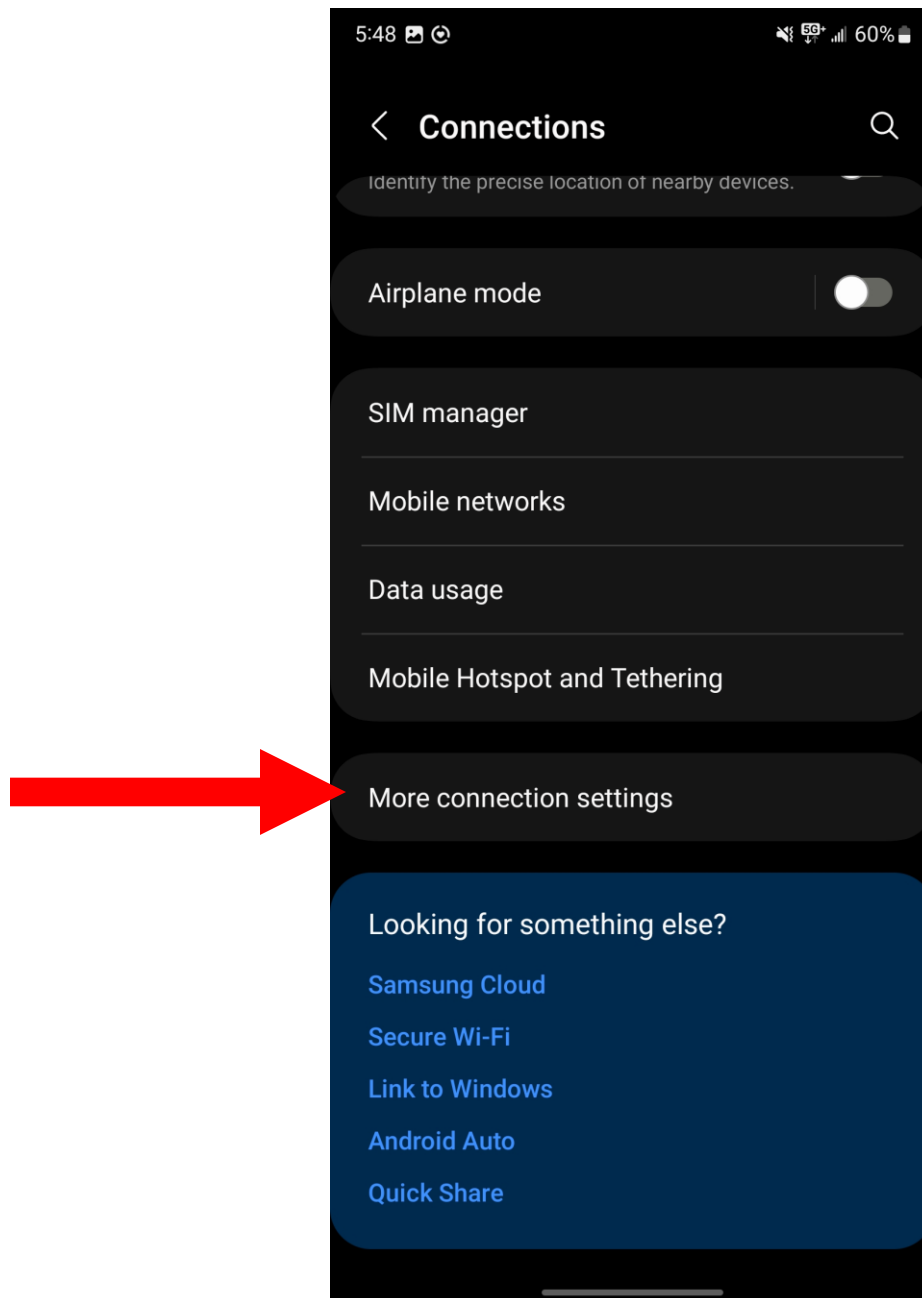 5:48 5G+ 60%
Connections
Identify the precise location of nearby devices.
Airplane mode
SIM manager
Mobile networks
Data usage
Mobile Hotspot and Tethering
More connection settings
Looking for something else?
Samsung Cloud
Secure Wi-Fi
Link to Windows
Android Auto
Quick Share